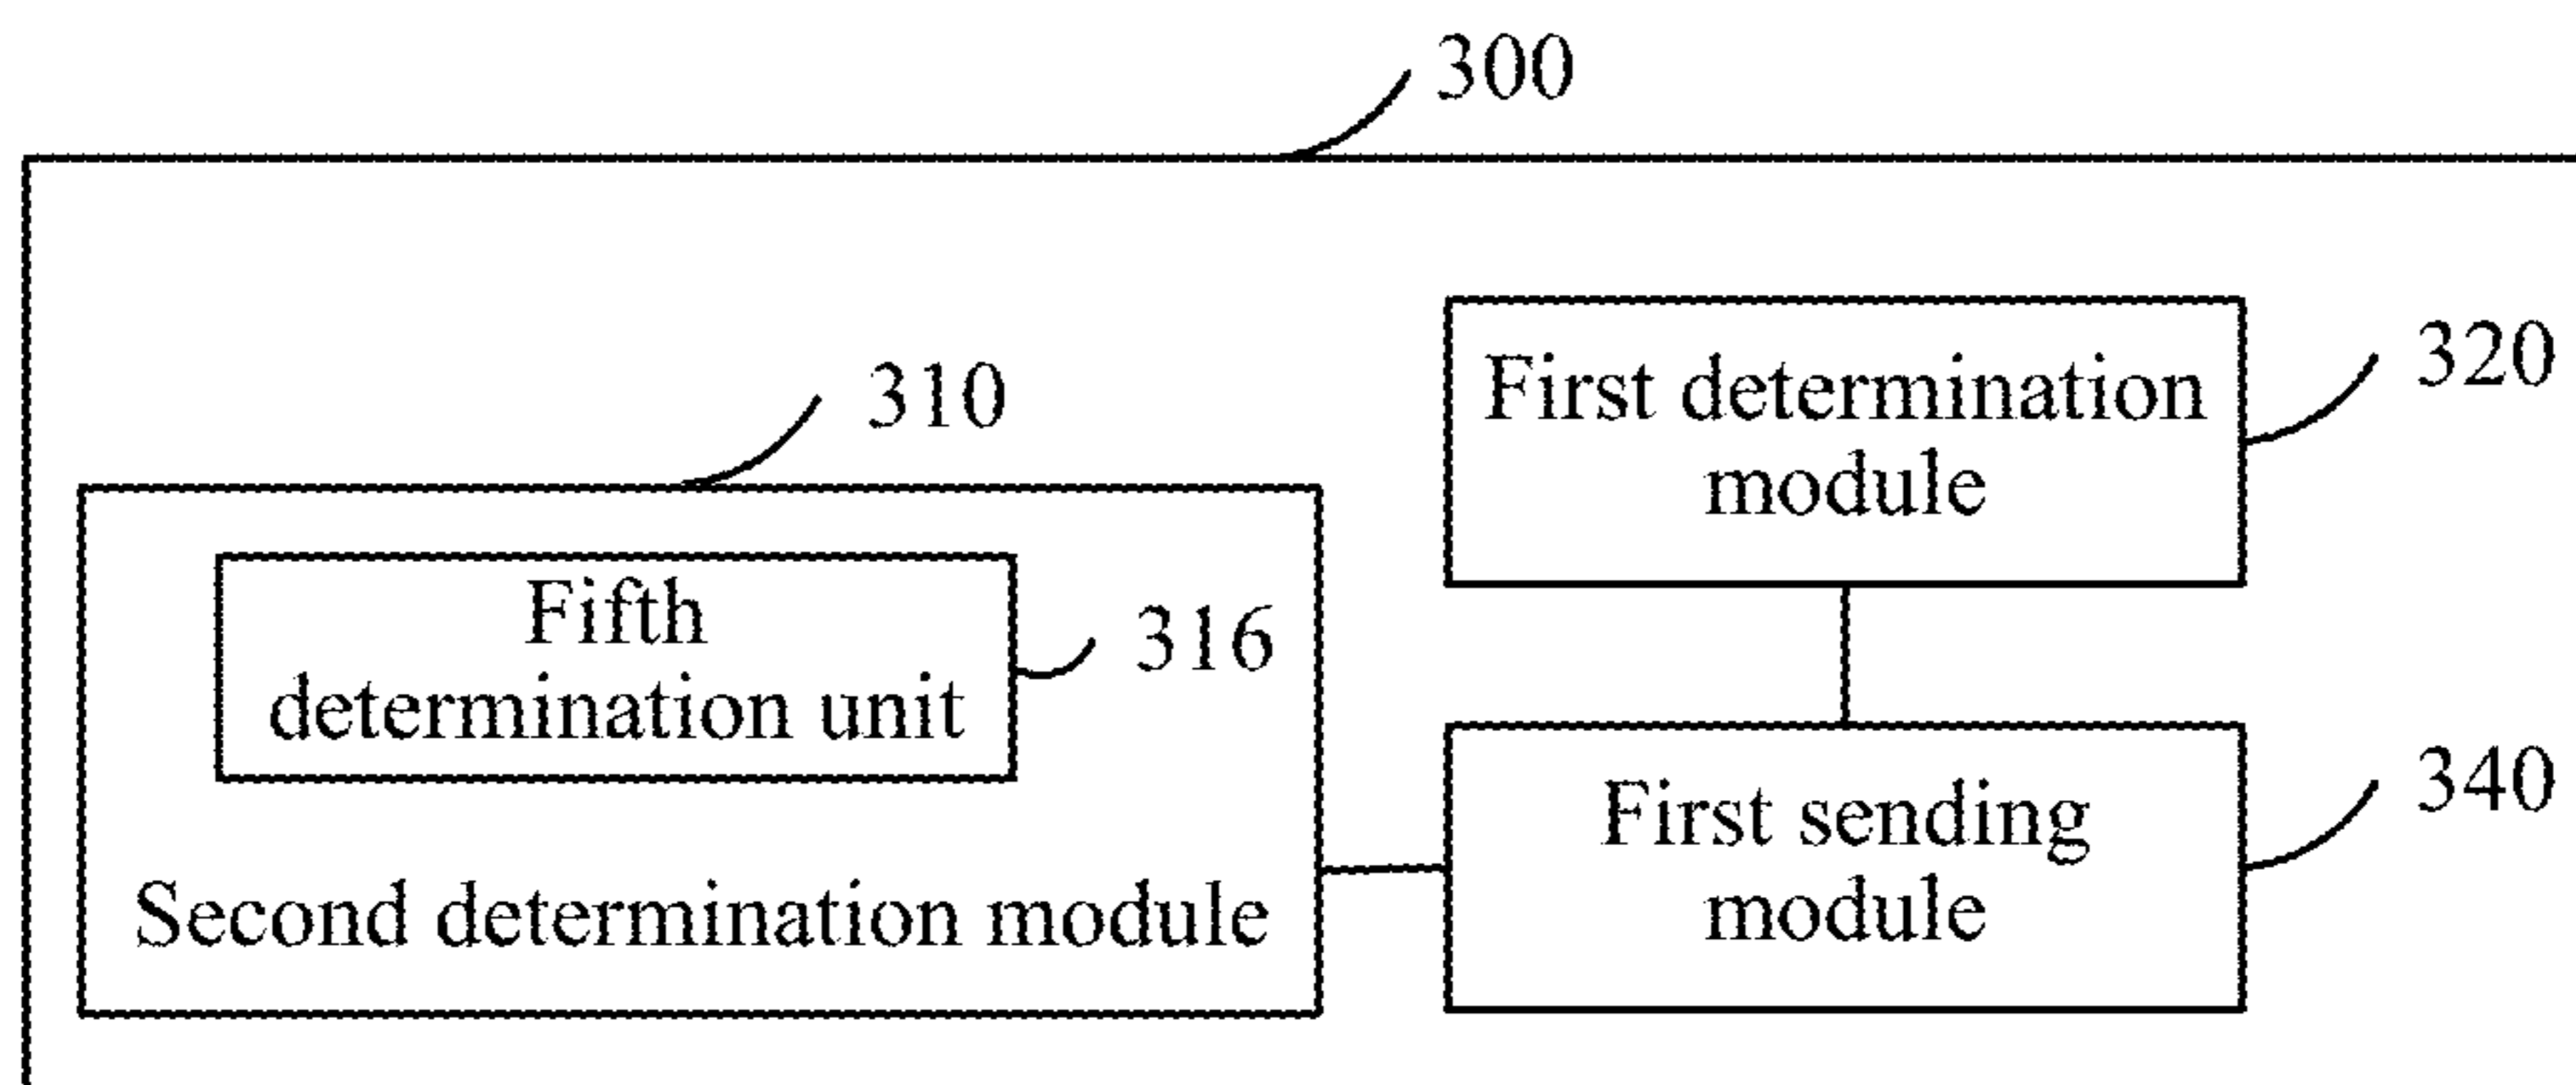 300
310
Fifth
determination unit
316
Second determination module
First determination
module
320
First sending
module
340